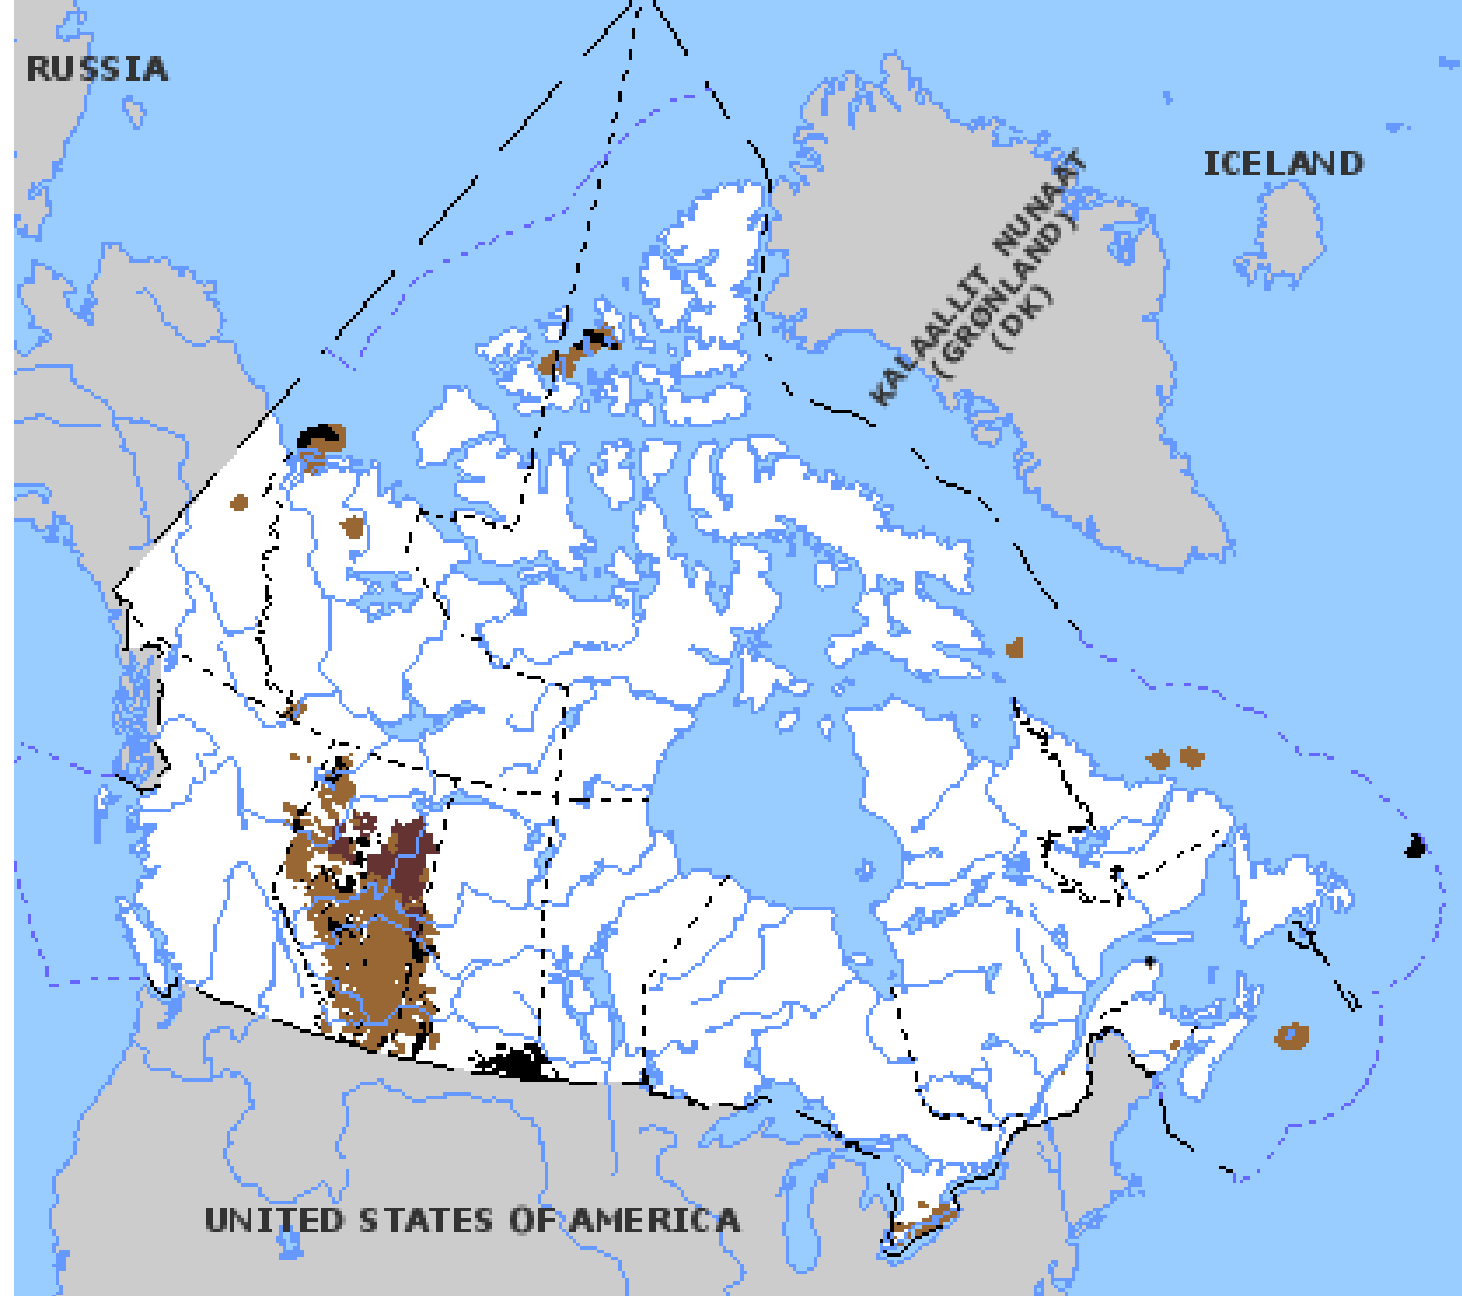 RUSSIA
ICELAND
KALAALLIT NUNAAT
(GRØNLAND)
(DK)
UNITED STATES OF AMERICA